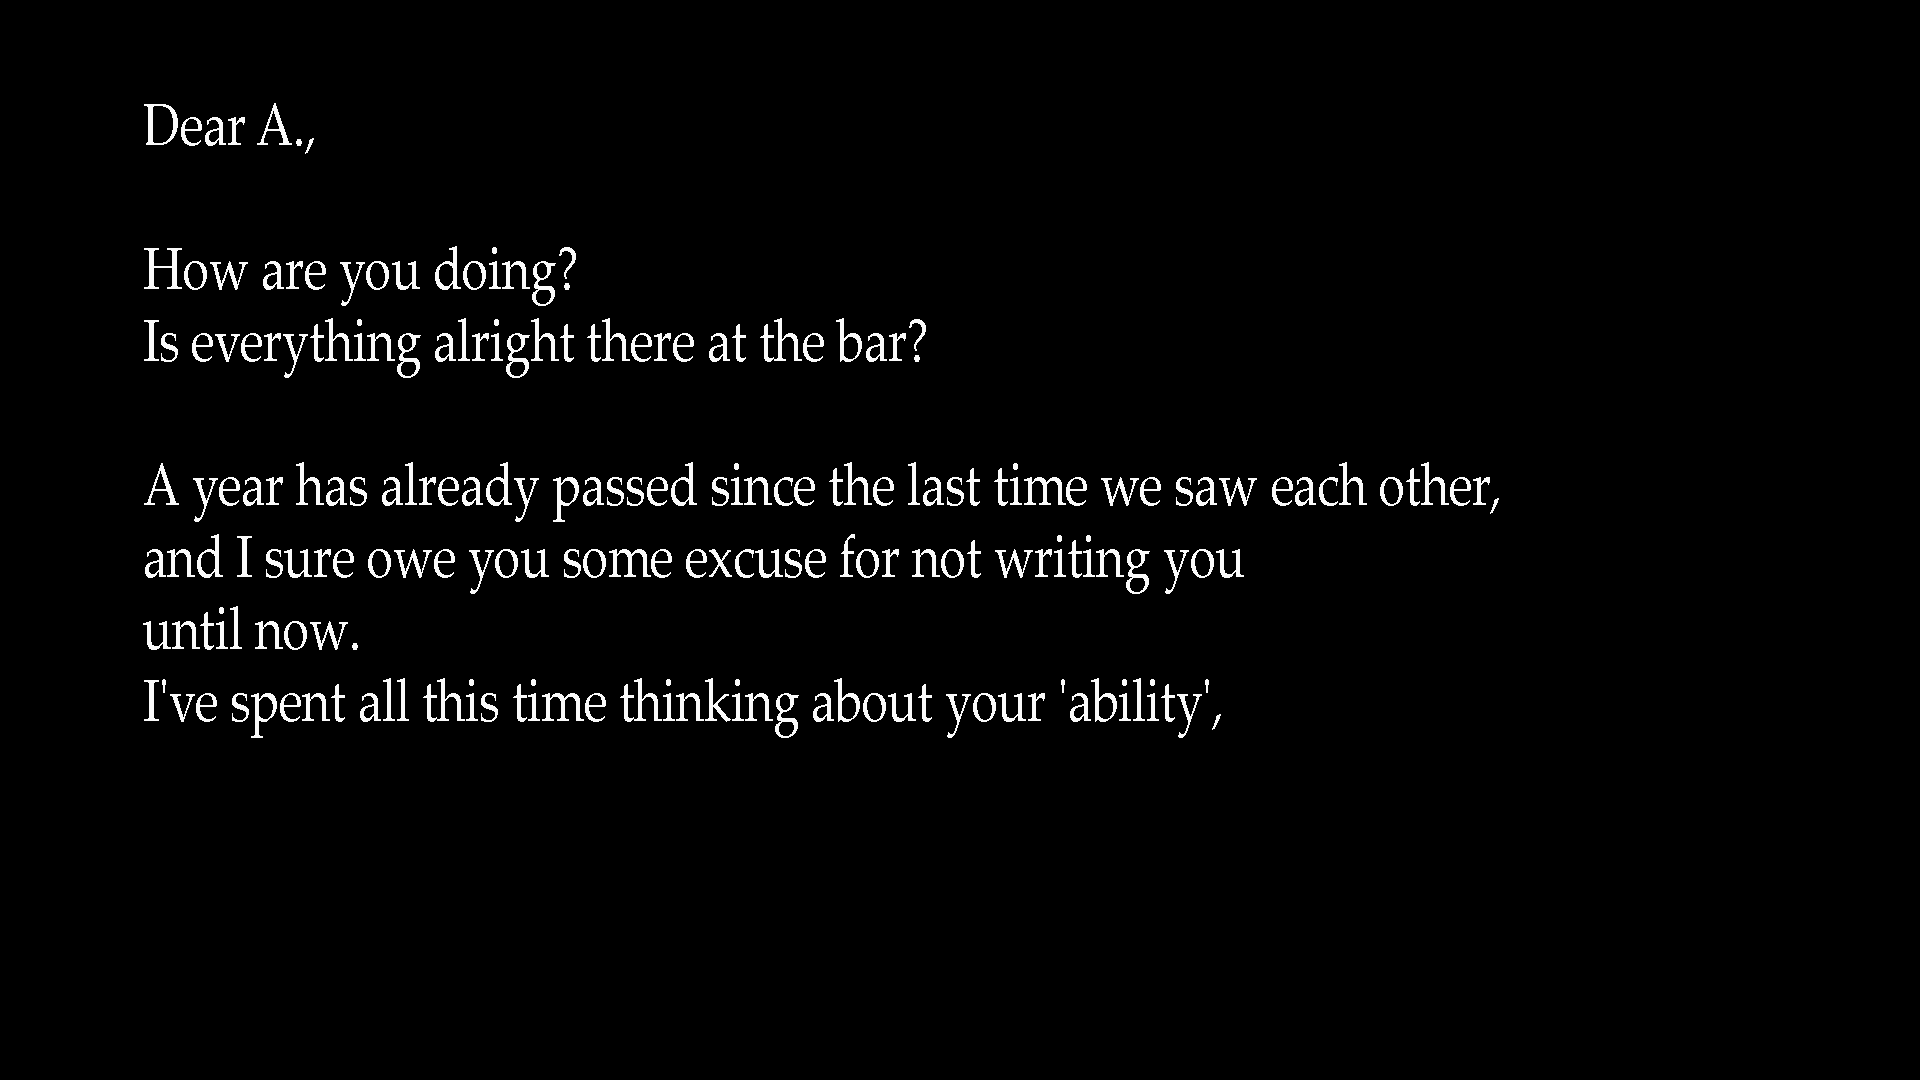 Dear A.,
How are you doing?
Is everything alright there at the bar?
A year has already passed since the last time we saw each other,
and I sure owe you some excuse for not writing you
until now.
I've spent all this time thinking about your 'ability',